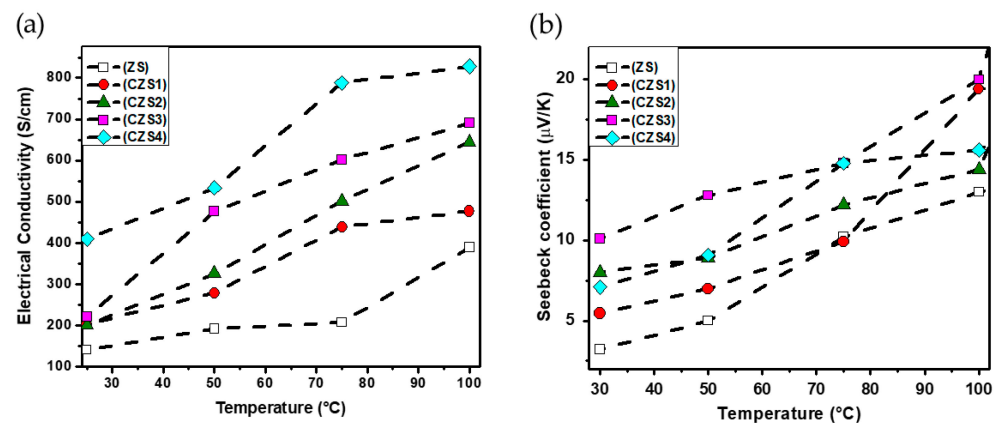 (a)
Electrical Conductivity (S/cm)
800
700
600
500
400
300
200
100
(ZS)
(CZS1)
(CZS2)
(CZS3)
(CZS4)
30 40 50 60 70 80 90 100
Temperature (°C)
(b)
Seebeck coefficient (μV/K)
20
15
10
5
(ZS)
(CZS1)
(CZS2)
(CZS3)
(CZS4)
30 40 50 60 70 80 90 100
Temperature (°C)